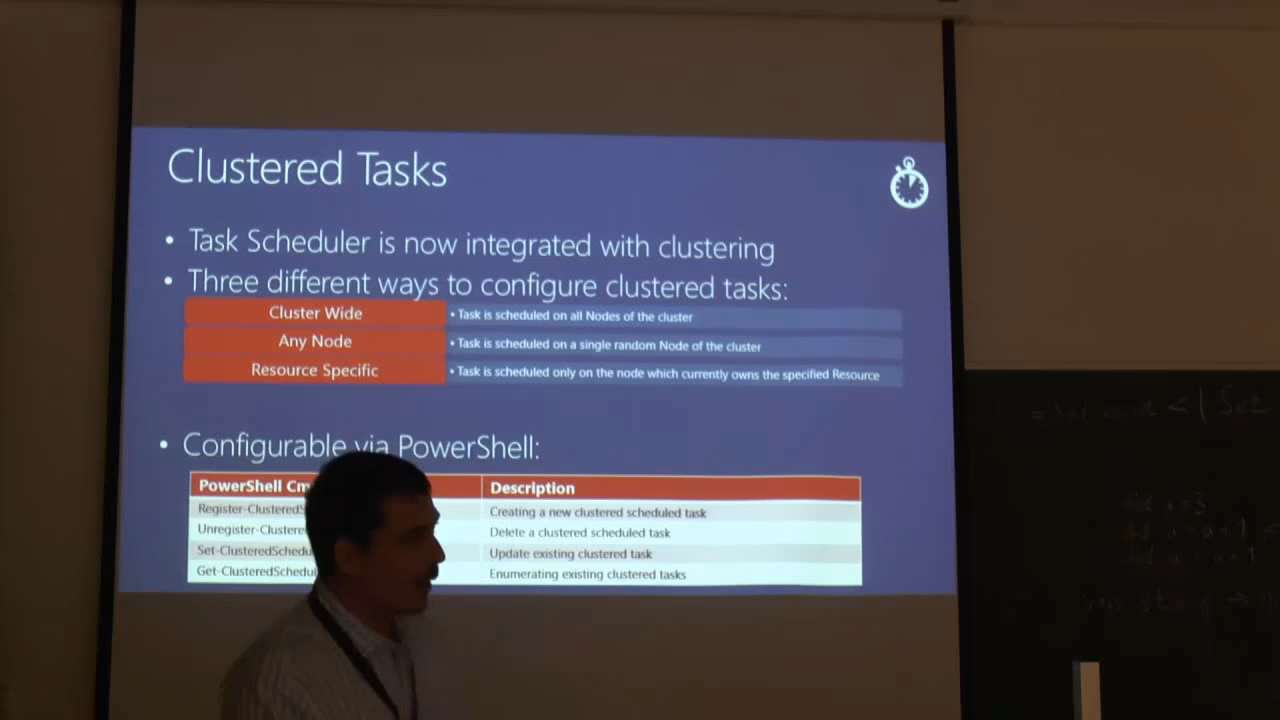 Clustered Tasks
• Task Scheduler is now integrated with clustering
• Three different ways to configure clustered tasks:
Cluster Wide • Task is scheduled on all Nodes of the cluster
Any Node • Task is scheduled on a single random Node of the cluster
Resource Specific • Task is scheduled only on the node which currently owns the specified Resource
• Configurable via PowerShell:
PowerShell Cm Description
Register-ClusteredS Creating a new clustered scheduled task
Unregister-Clustere Delete a clustered scheduled task
Set-ClusteredSchedu Update existing clustered task
Get-ClusteredSchedul Enumerating existing clustered tasks